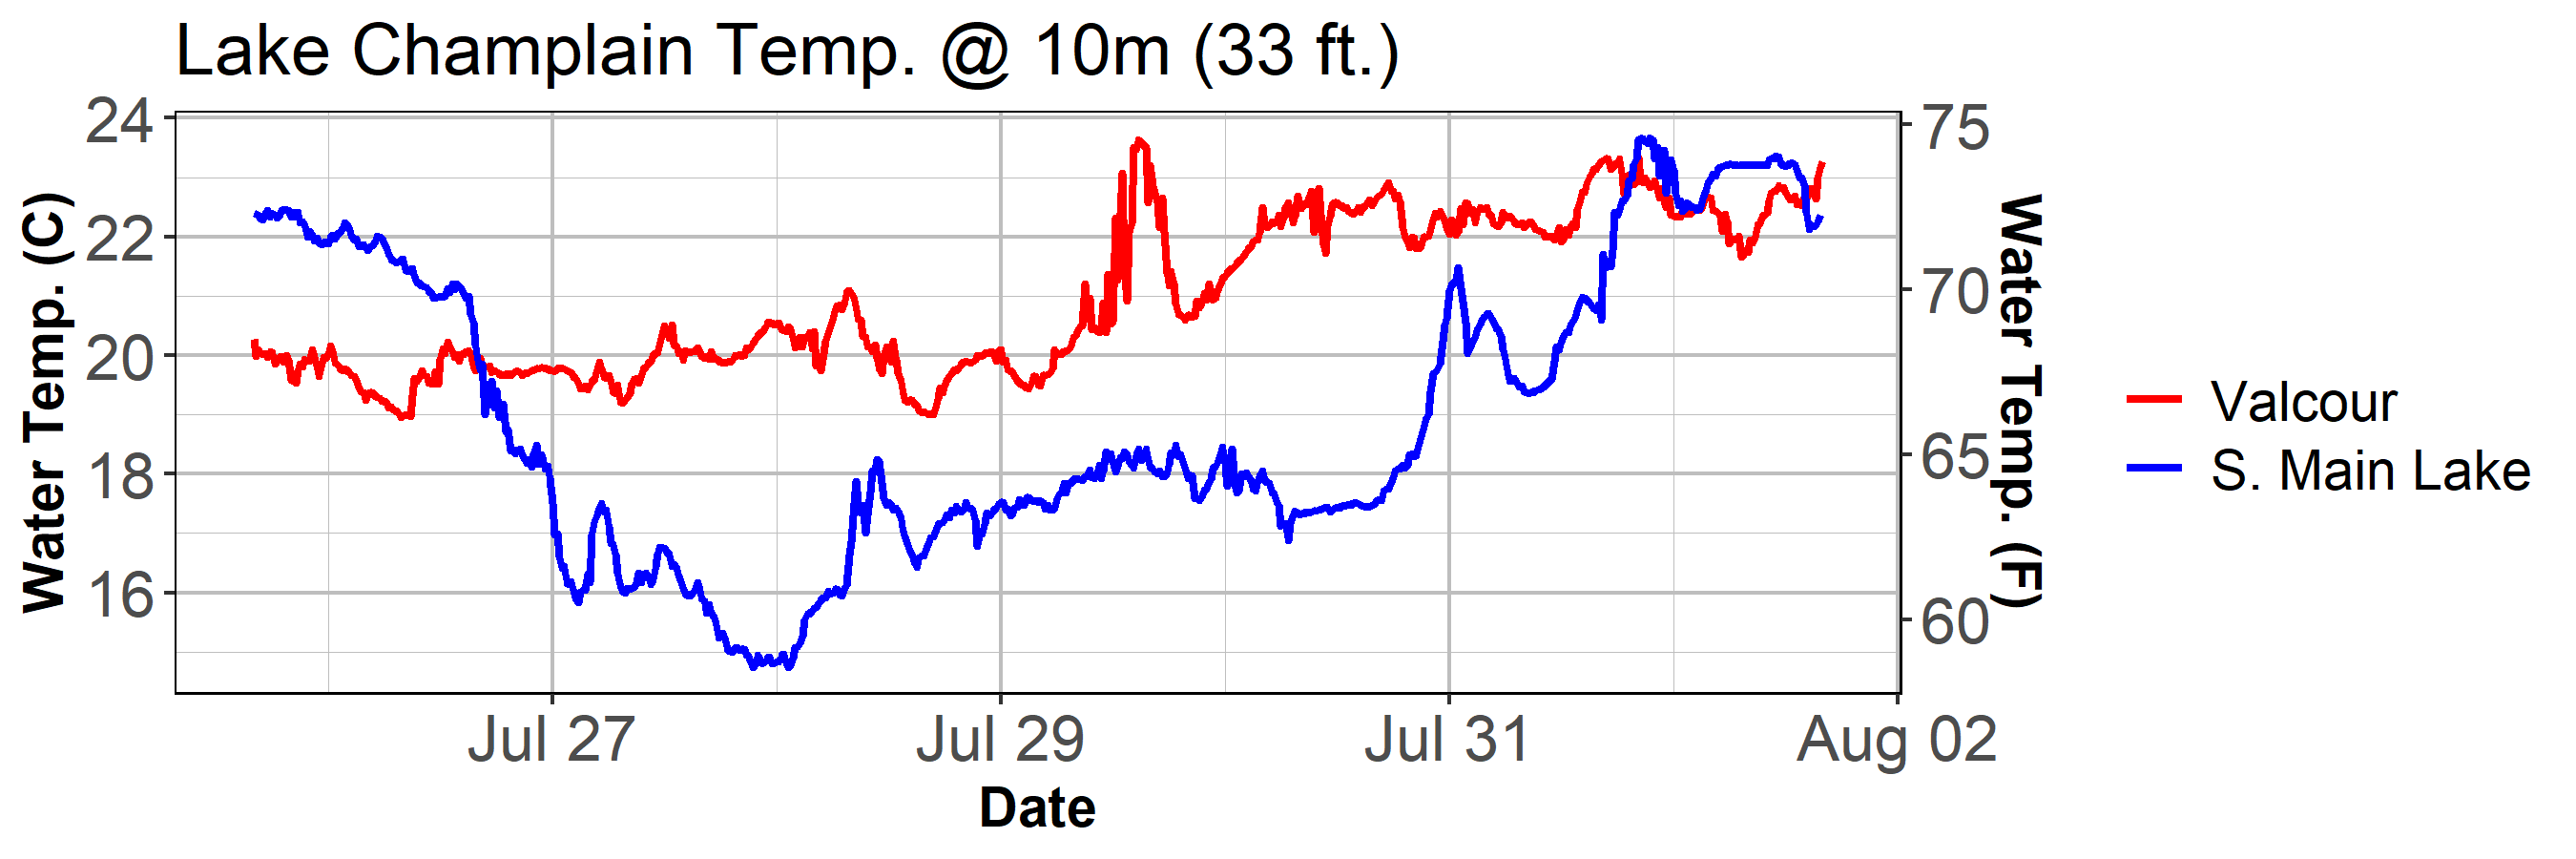 Lake Champlain Temp. @ 10m (33 ft.)
Water Temp. (C)
24
22
20
18
16
75
70
65
60
Water Temp. (F)
Jul 27
Jul 29
Jul 31
Aug 02
Date
Valcour
S. Main Lake